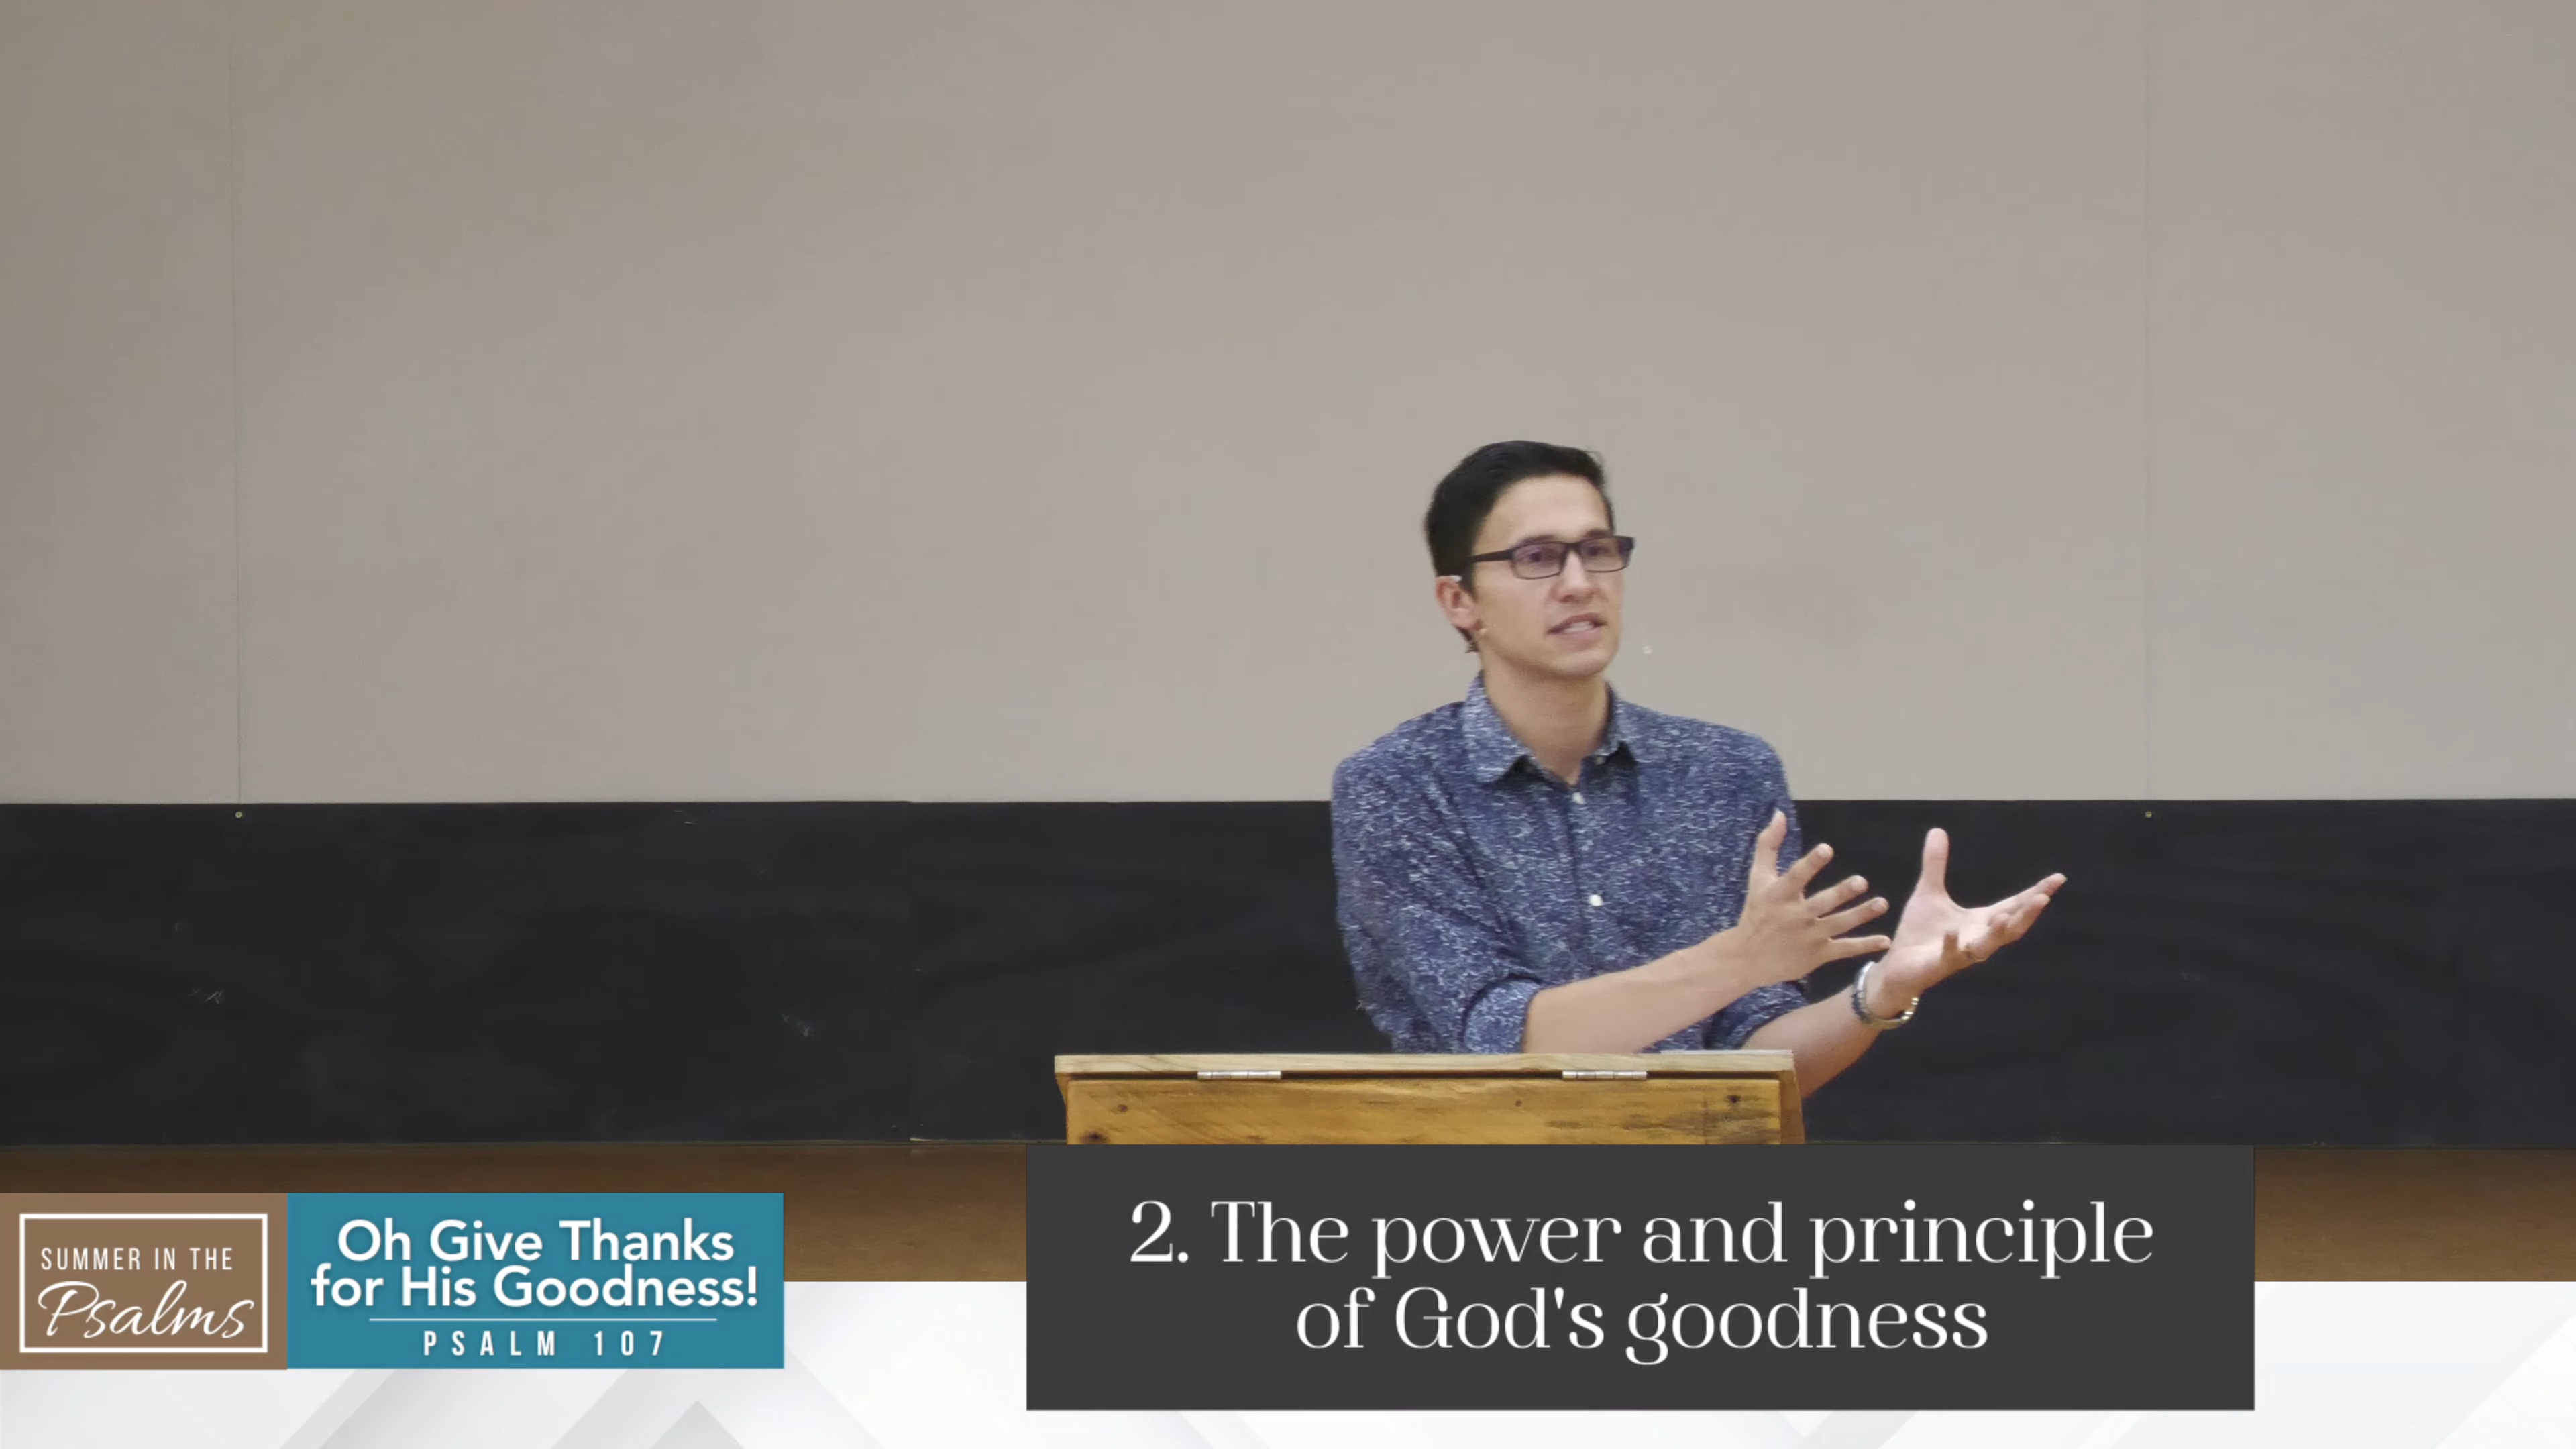 SUMMER IN THE
Psalms
Oh Give Thanks
for His Goodness!
PSALM 107
2. The power and principle
of God's goodness